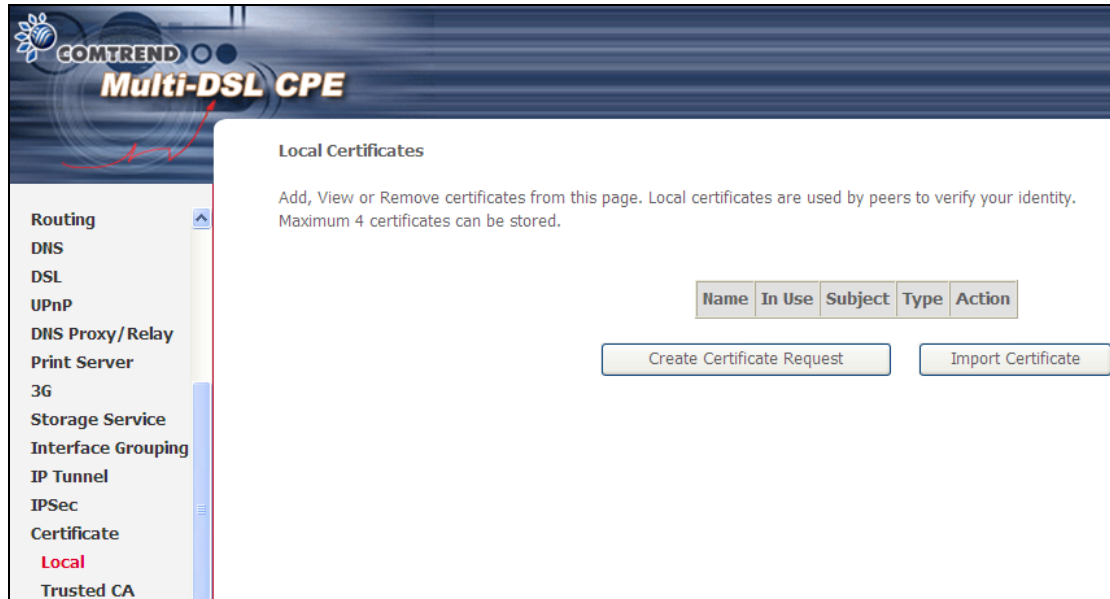 COMTREND
Multi-DSL CPE
Local Certificates
Add, View or Remove certificates from this page. Local certificates are used by peers to verify your identity.
Maximum 4 certificates can be stored.
Name In Use Subject Type Action
Create Certificate Request Import Certificate
Routing
DNS
DSL
UPnP
DNS Proxy/Relay
Print Server
3G
Storage Service
Interface Grouping
IP Tunnel
IPSec
Certificate
Local
Trusted CA